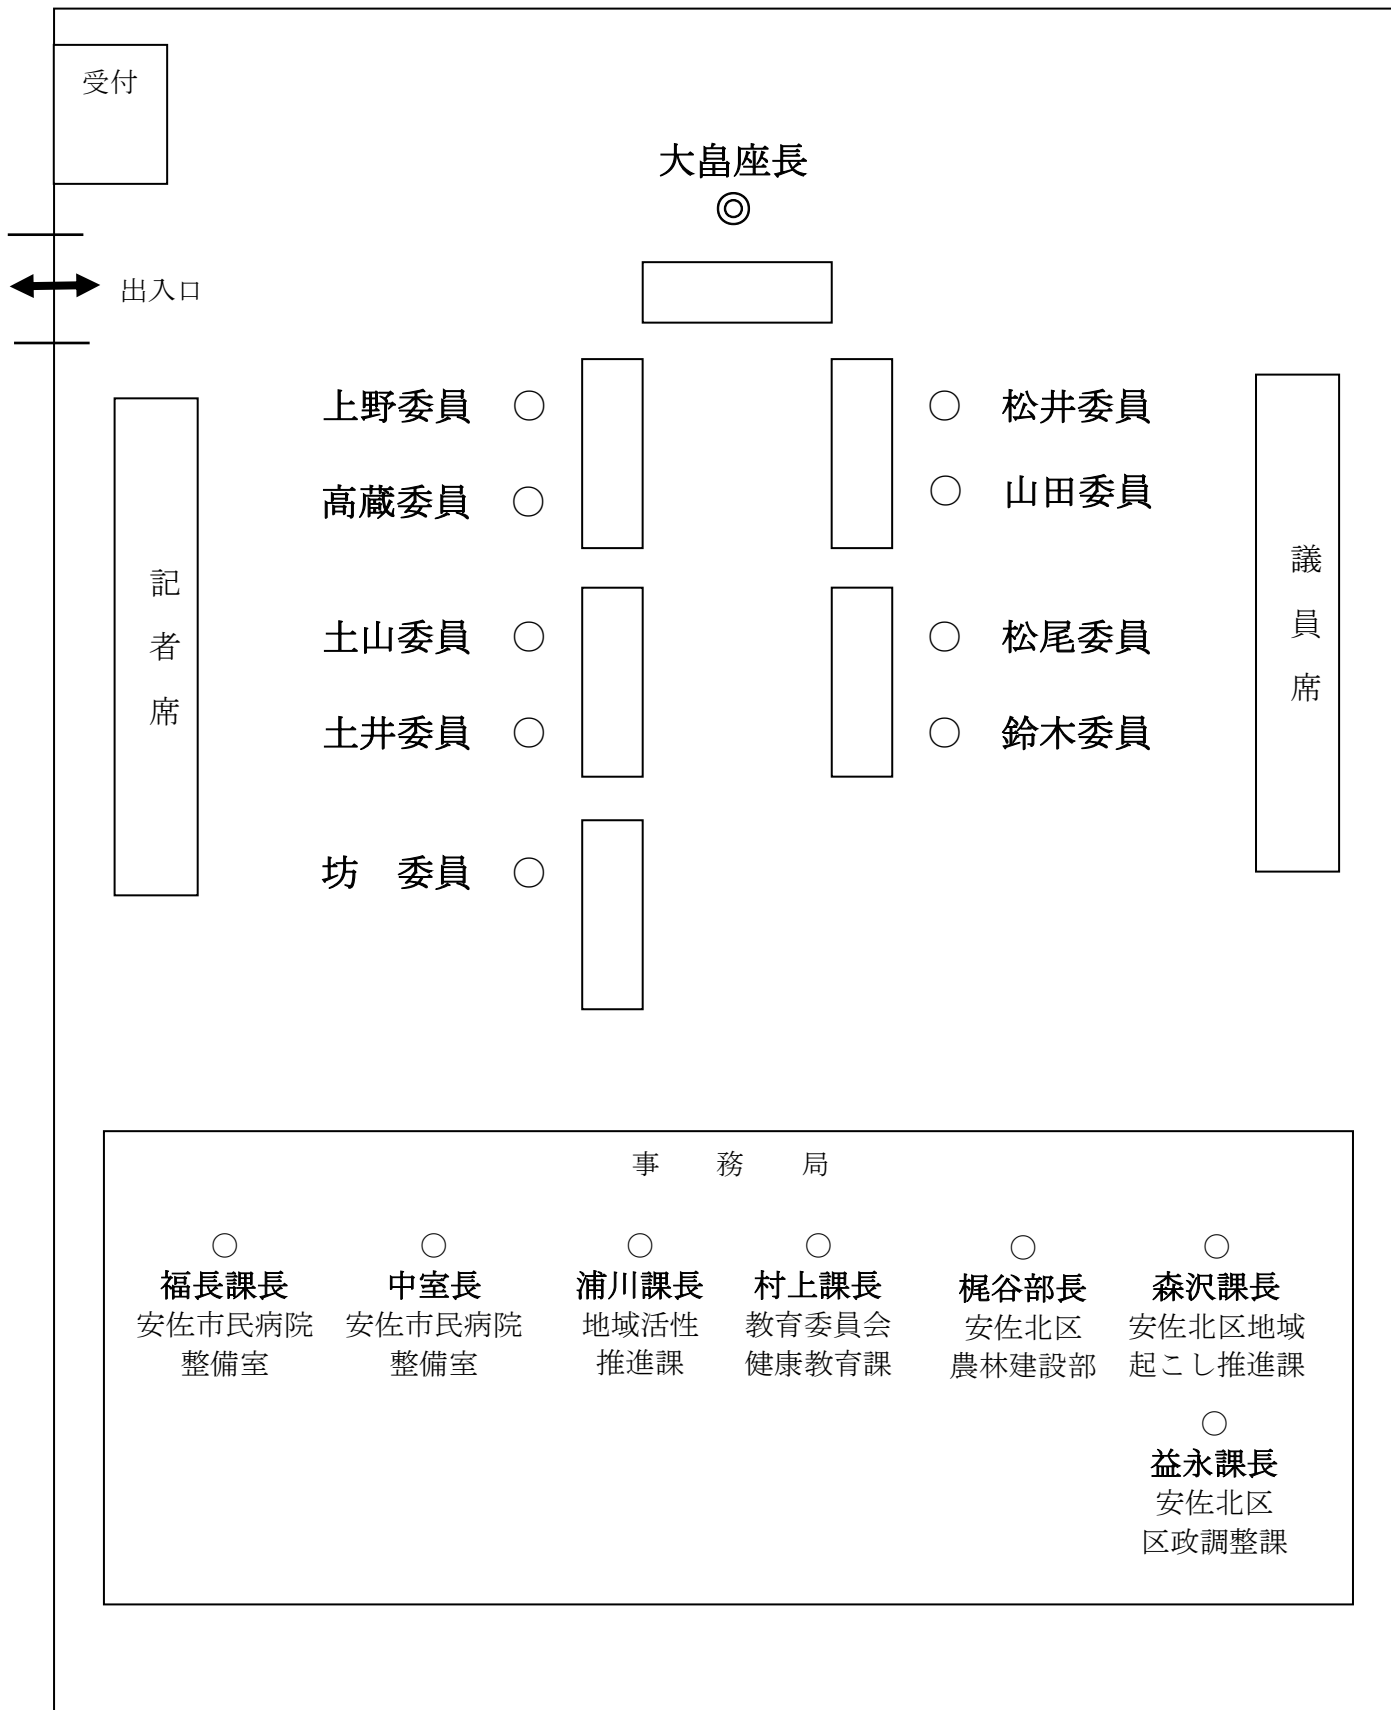 受付
大畠座長
◎
出入口
上野委員 ○
○ 松井委員
高蔵委員 ○
○ 山田委員
記者席
議員席
土山委員 ○
○ 松尾委員
土井委員 ○
○ 鈴木委員
坊 委員 ○
事 務 局
○
福長課長
安佐市民病院
整備室
○
中室長
安佐市民病院
整備室
○
浦川課長
地域活性
推進課
○
村上課長
教育委員会
健康教育課
○
梶谷部長
安佐北区
農林建設部
○
森沢課長
安佐北区地域
起こし推進課
○
益永課長
安佐北区
区政調整課